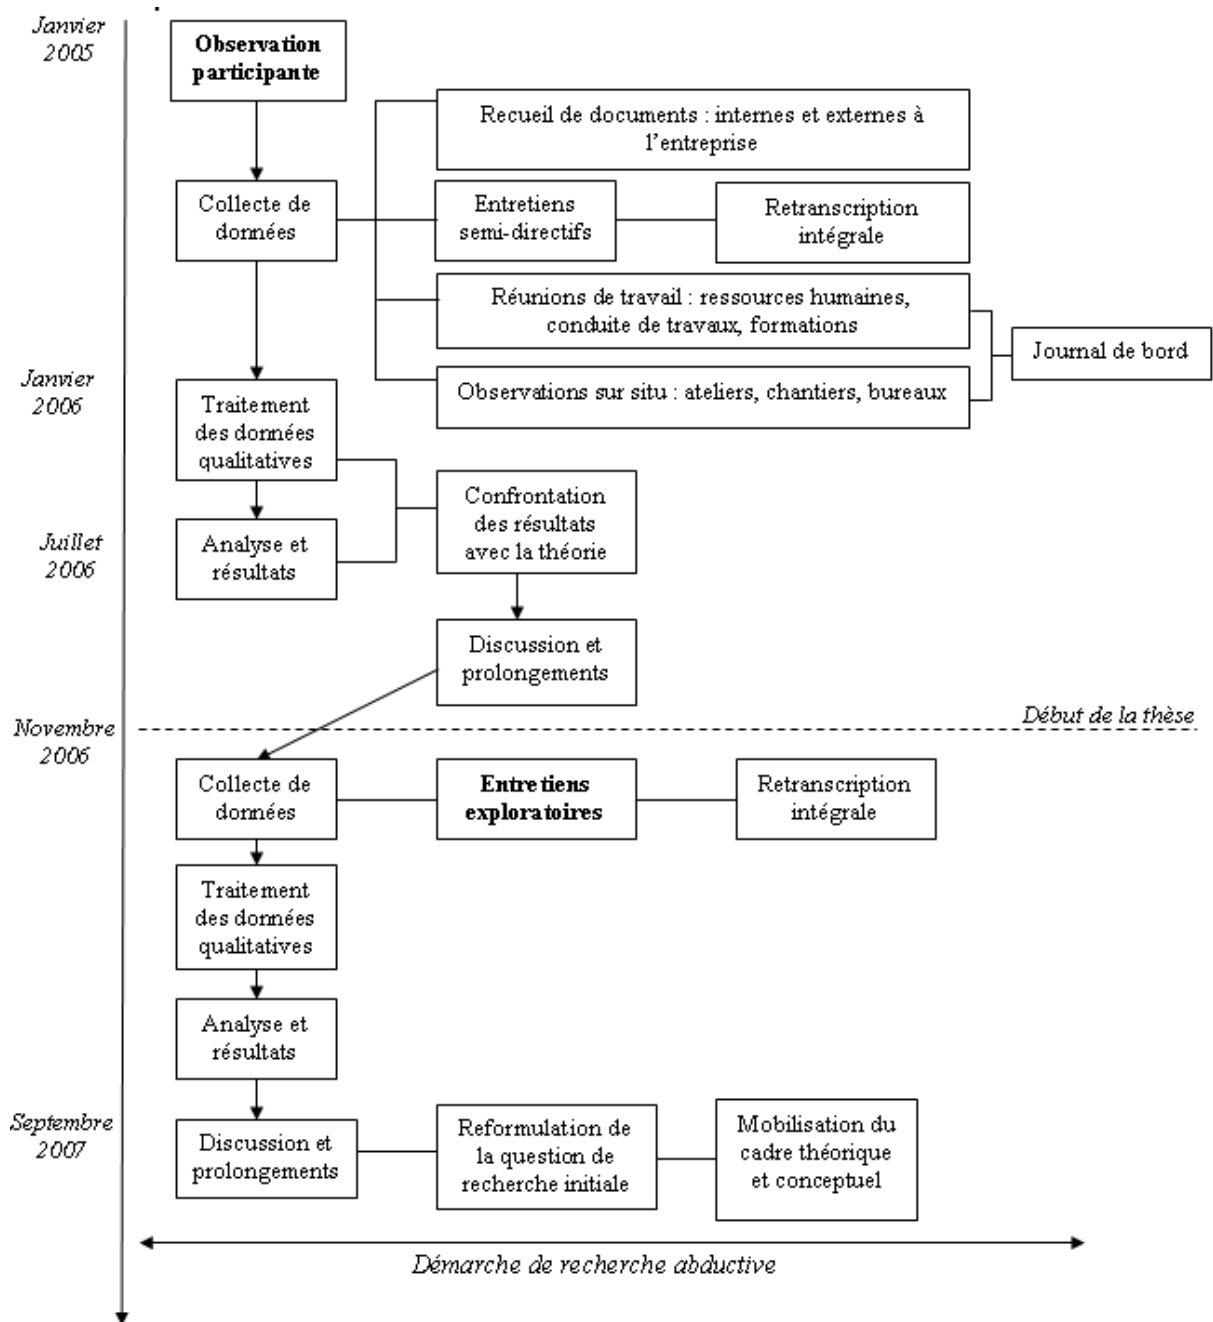 Janvier
2005
Observation
participante
Recueil de documents : internes et externes à
l'entreprise
Collecte de
données
Entretiens
semi-directifs
Retranscription
intégrale
Réunions de travail : ressources humaines,
conduite de travaux, formations
Journal de bord
Janvier
2006
Observations sur situ : ateliers, chantiers, bureaux
Traitement
des données
qualitatives
Confrontation
des résultats
avec la théorie
Juillet
2006
Analyse et
résultats
Discussion et
prolongements
Début de la thèse
Novembre
2006
Collecte de
données
Entretiens
exploratoires
Retranscription
intégrale
Traitement
des données
qualitatives
Analyse et
résultats
Septembre
2007
Discussion et
prolongements
Reformulation de
la question de
recherche initiale
Mobilisation du
cadre théorique
et conceptuel
Démarche de recherche abductive